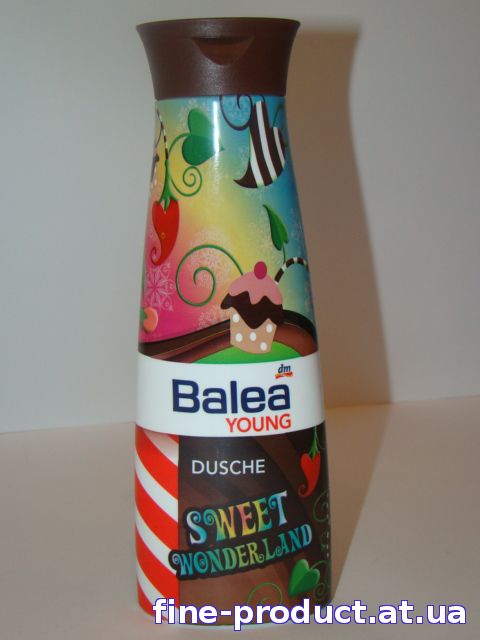 dm
Balea
YOUNG
DUSCHE
SWEET
WONDERLAND
fine-product.at.ua